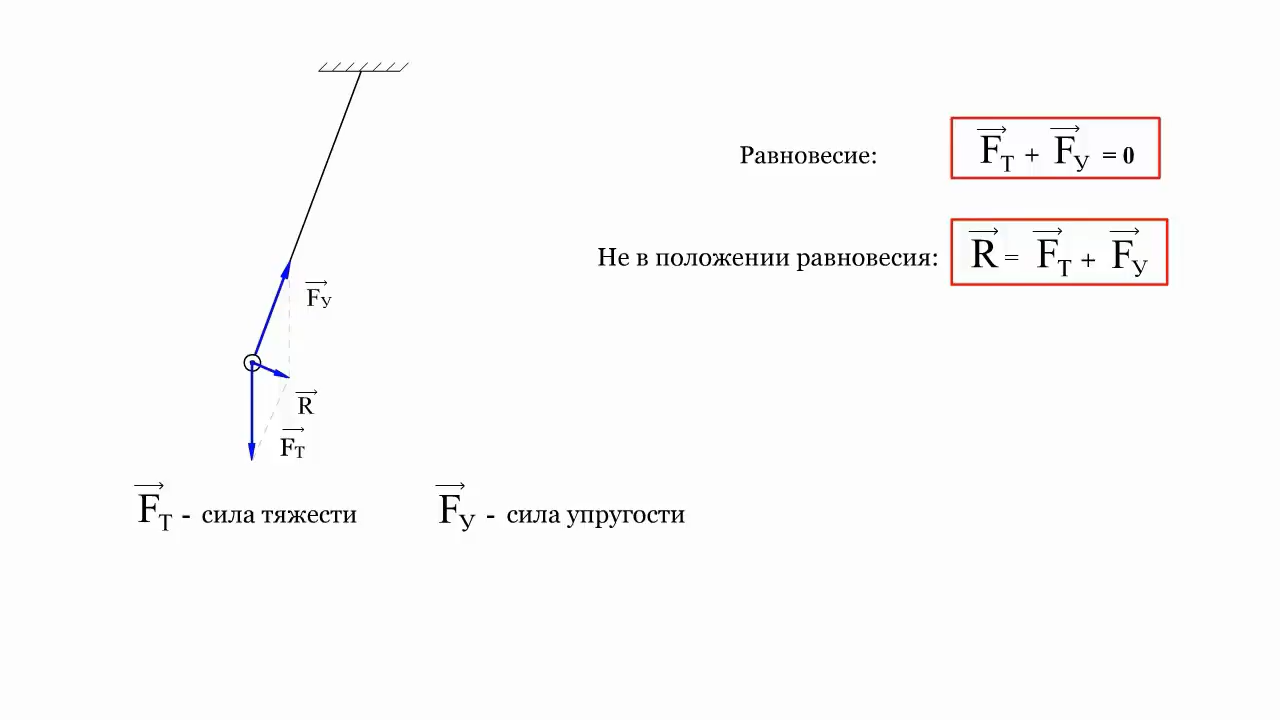 Равновесие: F⃗т + F⃗у = 0
Не в положении равновесия: R⃗ = F⃗т + F⃗у
F⃗у
R⃗
F⃗т
F⃗т - сила тяжести F⃗у - сила упругости